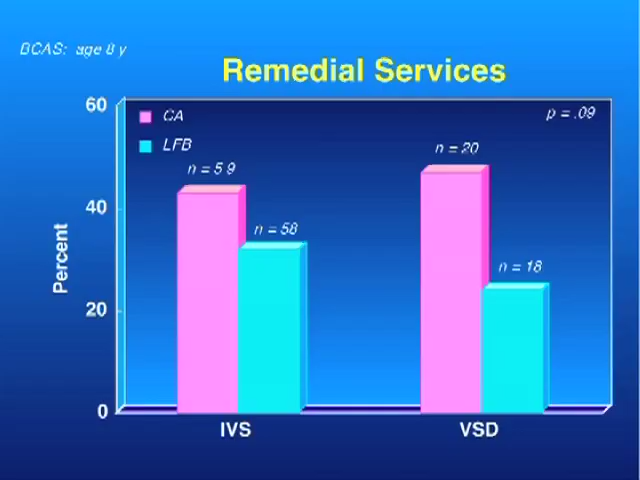 BCAS: age 8 y
Remedial Services
60
40
20
0
Percent
CA
LFB
p = .09
n = 59
n = 58
n = 20
n = 18
IVS
VSD